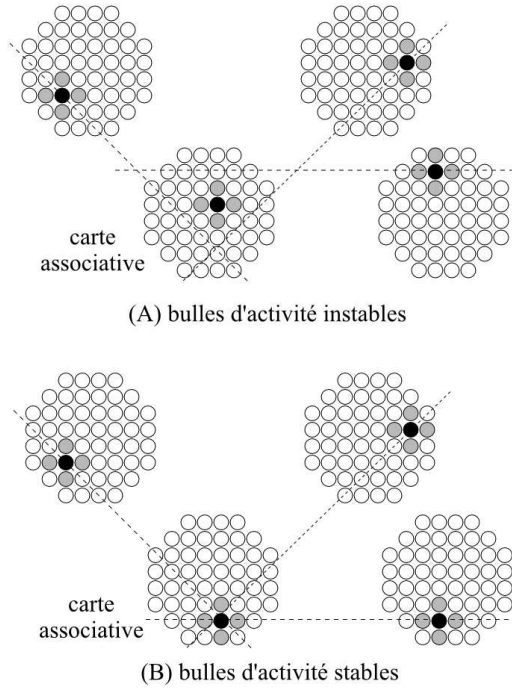 carte
associative
(A) bulles d'activité instables
carte
associative
(B) bulles d'activité stables